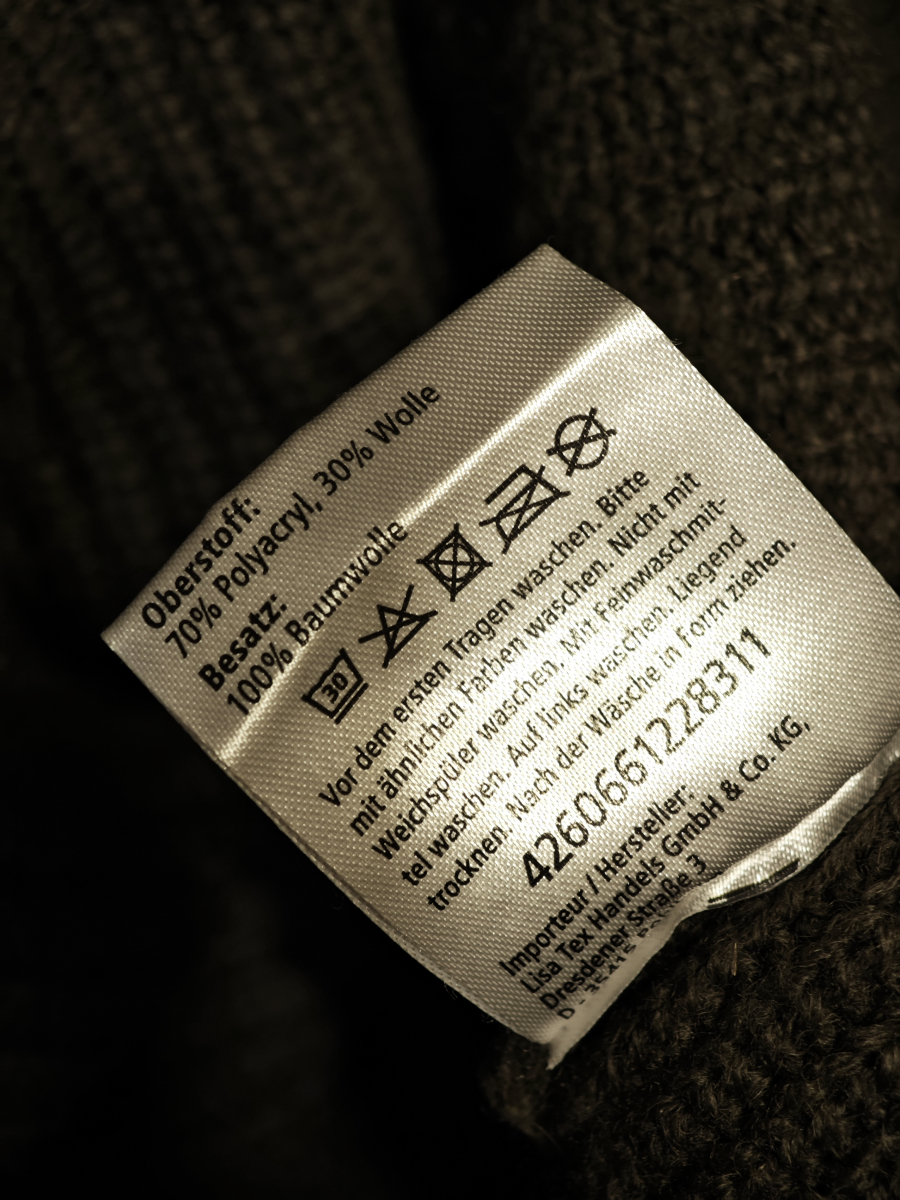 Oberstoff:
70% Polyacryl, 30% Wolle
Besatz:
100% Baumwolle
30
Vor dem ersten Tragen waschen. Bitte
mit ähnlichen Farben waschen. Nicht mit
Weichspüler waschen. Mit Feinwaschmit-
tel waschen. Auf links waschen. Liegend
trocknen. Nach der Wäsche in Form ziehen.
4260661228311
Importeur / Hersteller:
Lisa Tex Handels GmbH & Co. KG,
Dresdener Straße 3
D -